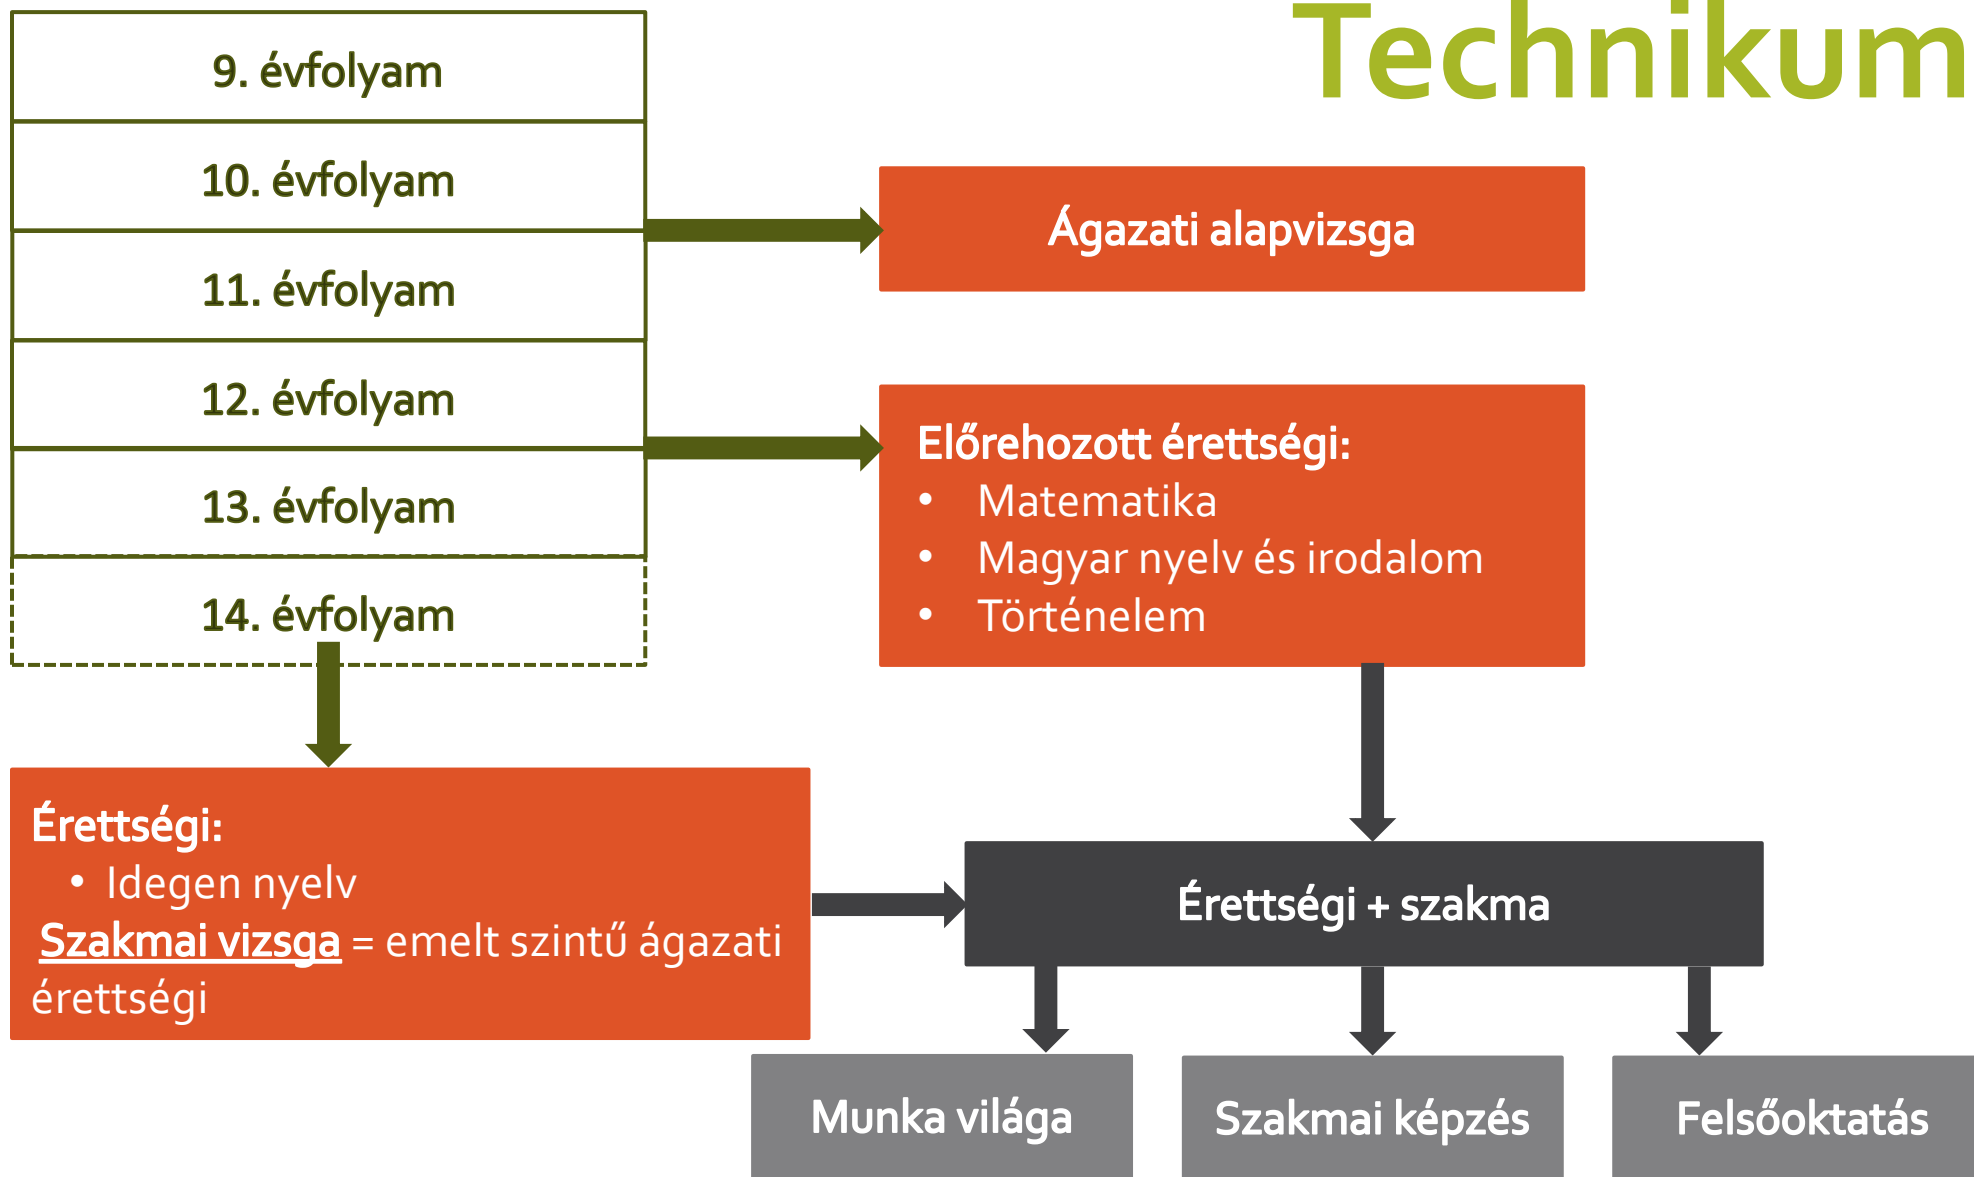 Technikum
9. évfolyam
10. évfolyam
11. évfolyam
12. évfolyam
13. évfolyam
14. évfolyam
Ágazati alapvizsga
Előrehozott érettségi:
• Matematika
• Magyar nyelv és irodalom
• Történelem
Érettségi:
• Idegen nyelv
Szakmai vizsga = emelt szintű ágazati
érettségi
Érettségi + szakma
Munka világa
Szakmai képzés
Felsőoktatás